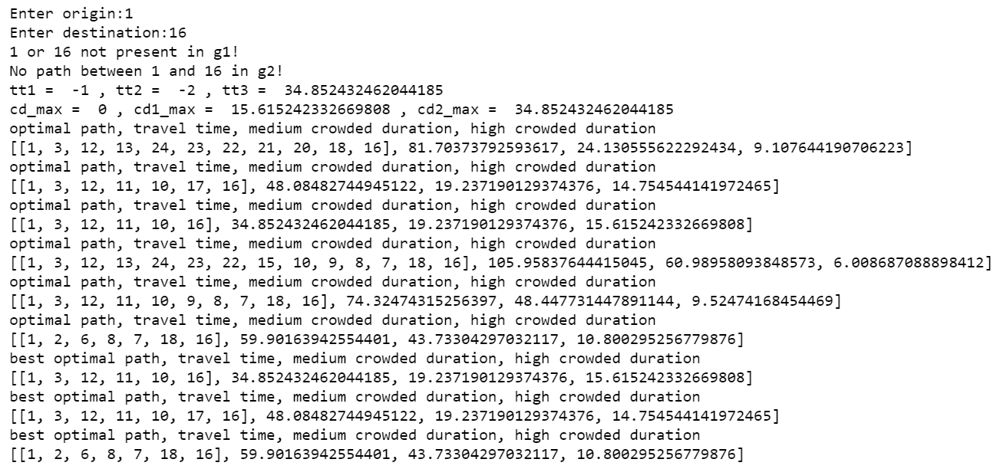 Enter origin:1
Enter destination:16
1 or 16 not present in g1!
No path between 1 and 16 in g2!
tt1 =  -1 , tt2 =  -2 , tt3 =  34.852432462044185
cd_max =  0 , cd1_max =  15.615242332669808 , cd2_max =  34.852432462044185
optimal path, travel time, medium crowded duration, high crowded duration
[[1, 3, 12, 13, 24, 23, 22, 21, 20, 18, 16], 81.70373792593617, 24.130555622292434, 9.107644190706223]
optimal path, travel time, medium crowded duration, high crowded duration
[[1, 3, 12, 11, 10, 17, 16], 48.08482744945122, 19.237190129374376, 14.754544141972465]
optimal path, travel time, medium crowded duration, high crowded duration
[[1, 3, 12, 11, 10, 16], 34.852432462044185, 19.237190129374376, 15.615242332669808]
optimal path, travel time, medium crowded duration, high crowded duration
[[1, 3, 12, 13, 24, 23, 22, 15, 10, 9, 8, 7, 18, 16], 105.95837644415045, 60.98958093848573, 6.008687088898412]
optimal path, travel time, medium crowded duration, high crowded duration
[[1, 3, 12, 11, 10, 9, 8, 7, 18, 16], 74.32474315256397, 48.447731447891144, 9.52474168454469]
optimal path, travel time, medium crowded duration, high crowded duration
[[1, 2, 6, 8, 7, 18, 16], 59.90163942554401, 43.73304297032117, 10.800295256779876]
best optimal path, travel time, medium crowded duration, high crowded duration
[[1, 3, 12, 11, 10, 16], 34.852432462044185, 19.237190129374376, 15.615242332669808]
best optimal path, travel time, medium crowded duration, high crowded duration
[[1, 3, 12, 11, 10, 17, 16], 48.08482744945122, 19.237190129374376, 14.754544141972465]
best optimal path, travel time, medium crowded duration, high crowded duration
[[1, 2, 6, 8, 7, 18, 16], 59.90163942554401, 43.73304297032117, 10.800295256779876]